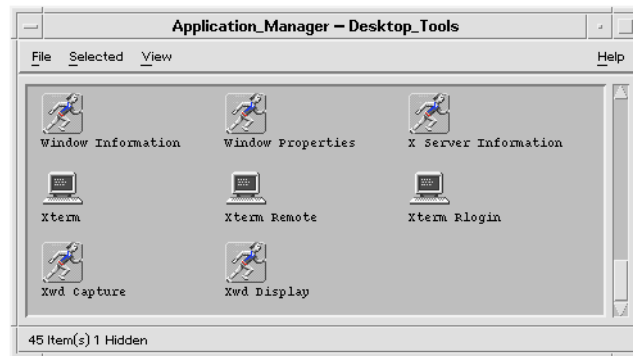 Application_Manager – Desktop_Tools
File Selected View Help
Window Information Window Properties X Server Information
Xterm Xterm Remote Xterm Rlogin
Xwd Capture Xwd Display
45 Item(s) 1 Hidden